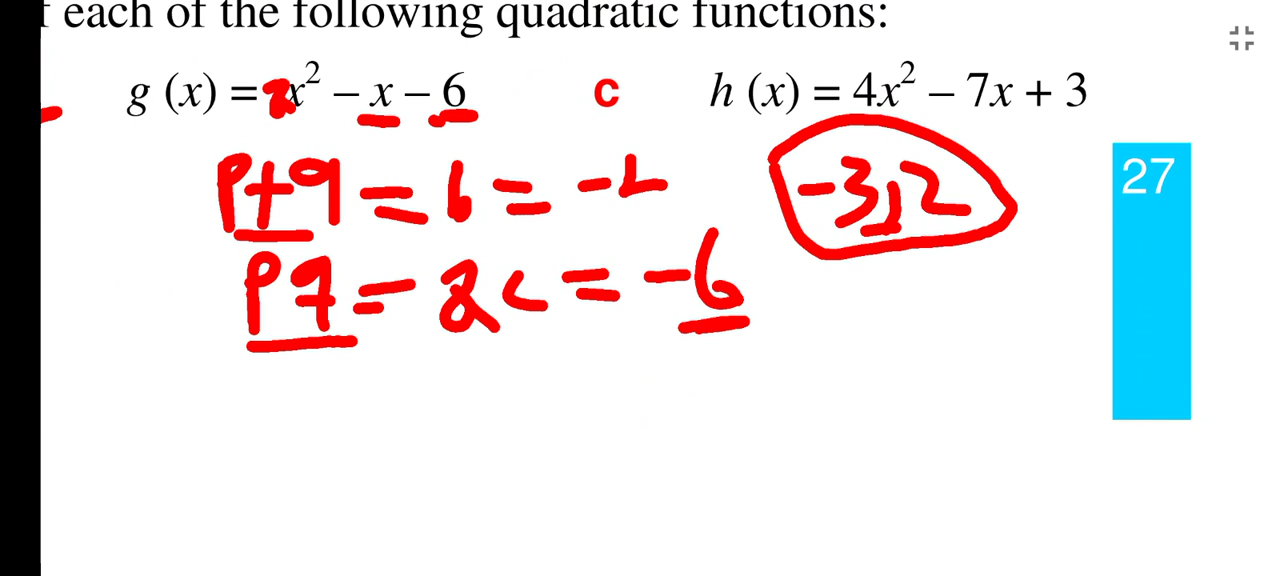 f each of the following quadratic functions:
g (x) = x² – x – 6 c h (x) = 4x² – 7x + 3
27
p+q = b = -1 -3,2
pq = ac = -6